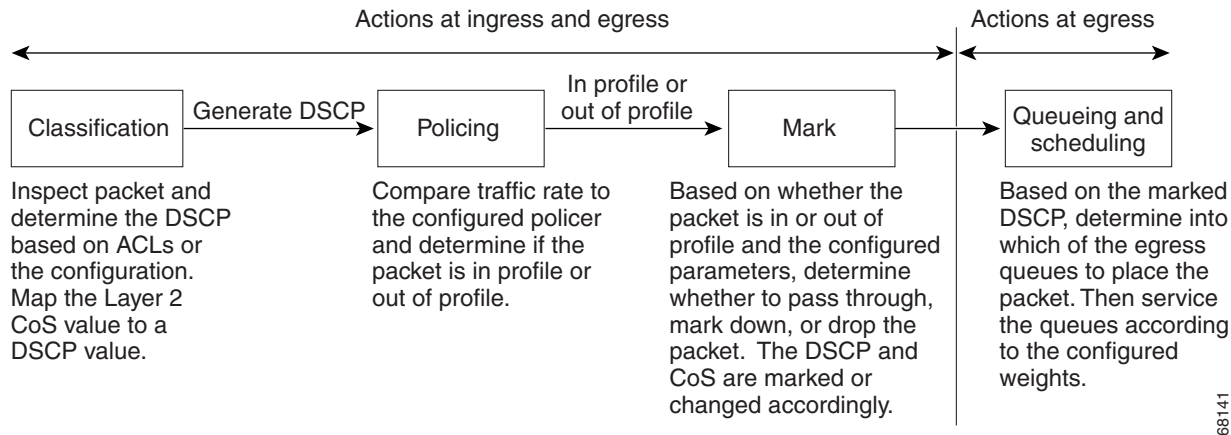 Actions at ingress and egress
Actions at egress
Classification
Generate DSCP
Policing
In profile or
out of profile
Mark
Queueing and
scheduling
Inspect packet and
determine the DSCP
based on ACLs or
the configuration.
Map the Layer 2
CoS value to a
DSCP value.
Compare traffic rate to
the configured policer
and determine if the
packet is in profile or
out of profile.
Based on whether the
packet is in or out of
profile and the configured
parameters, determine
whether to pass through,
mark down, or drop the
packet. The DSCP and
CoS are marked or
changed accordingly.
Based on the marked
DSCP, determine into
which of the egress
queues to place the
packet. Then service
the queues according
to the configured
weights.
68141